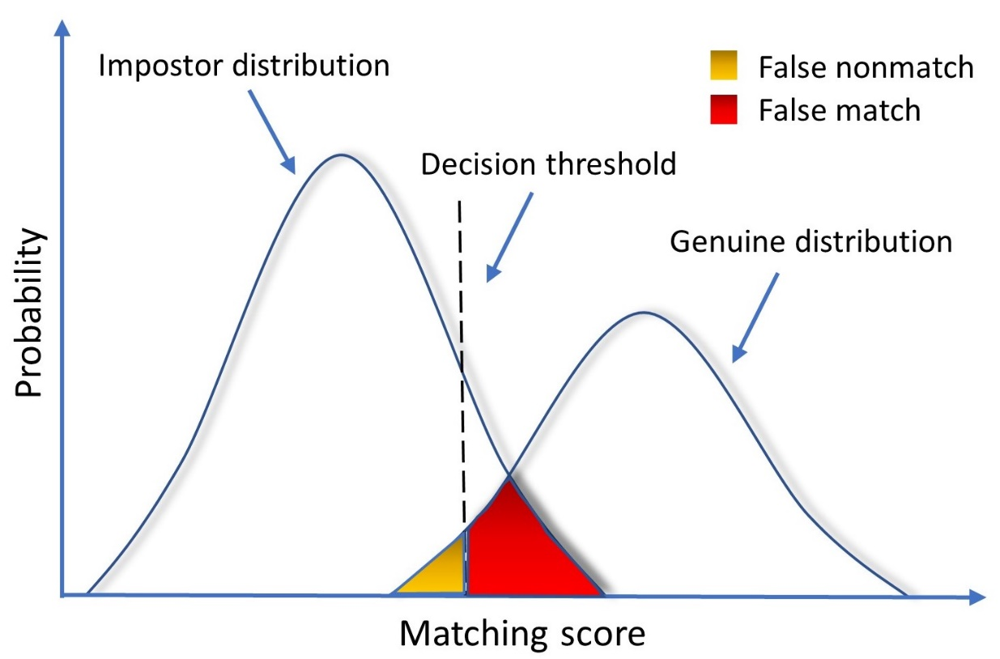 Impostor distribution
False nonmatch
False match
Decision threshold
Genuine distribution
Probability
Matching score